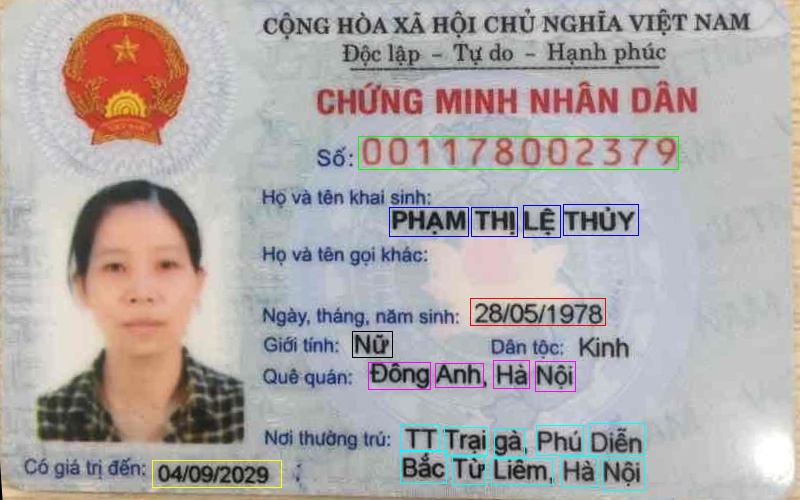 CỘNG HÒA XÃ HỘI CHỦ NGHĨA VIỆT NAM
Độc lập - Tự do - Hạnh phúc
CHỨNG MINH NHÂN DÂN
Số: 001178002379
Họ và tên khai sinh:
PHẠM THỊ LỆ THỦY
Họ và tên gọi khác:
Ngày, tháng, năm sinh: 28/05/1978
Giới tính: Nữ Dân tộc: Kinh
Quê quán: Đông Anh, Hà Nội
Nơi thường trú: TT Trại gà, Phú Diễn
Bắc Từ Liêm, Hà Nội
Có giá trị đến: 04/09/2029